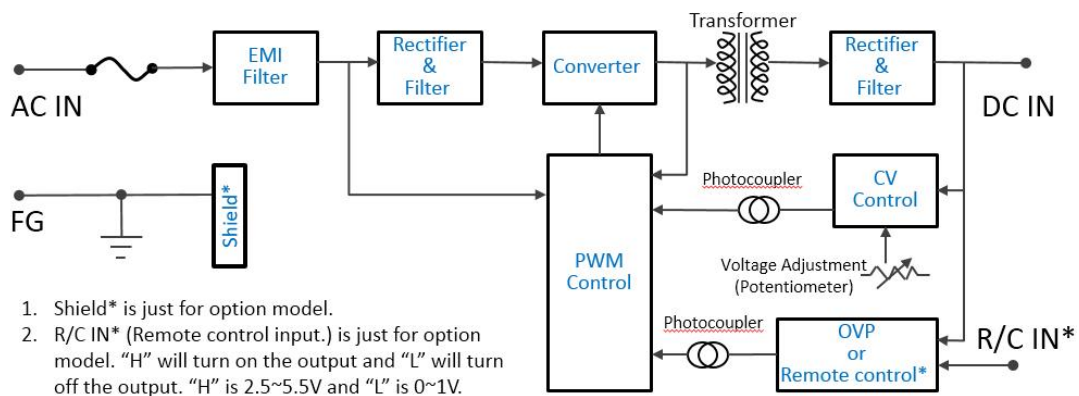 Transformer
EMI
Filter
Rectifier
&
Filter
Converter
Rectifier
&
Filter
AC IN
DC IN
FG
Shield*
PWM
Control
Photocoupler
CV
Control
Voltage Adjustment
(Potentiometer)
Photocoupler
OVP
or
Remote control*
R/C IN*
1. Shield* is just for option model.
2. R/C IN* (Remote control input.) is just for option
model. “H” will turn on the output and “L” will turn
off the output. “H” is 2.5~5.5V and “L” is 0~1V.